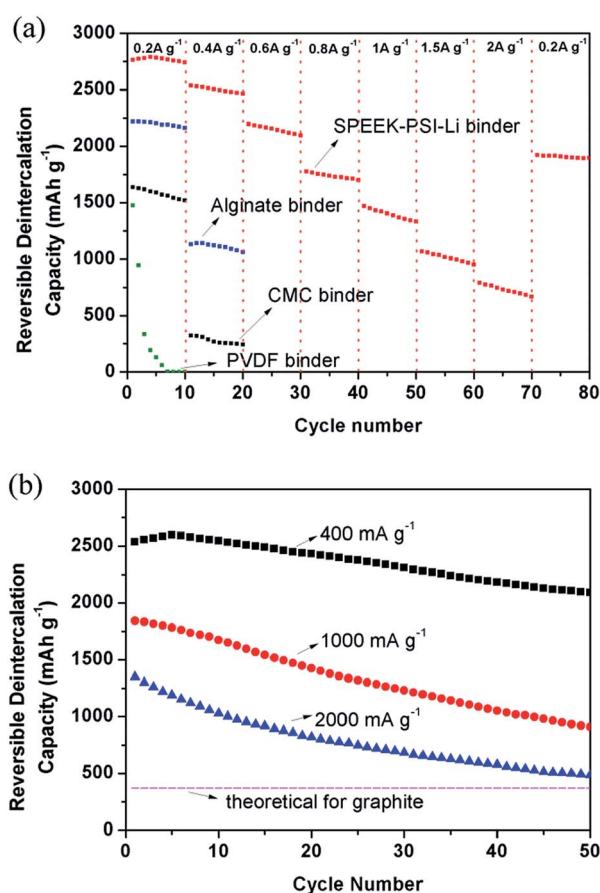 (a)
0.2A g⁻¹ 0.4A g⁻¹ 0.6A g⁻¹ 0.8A g⁻¹ 1A g⁻¹ 1.5A g⁻¹ 2A g⁻¹ 0.2A g⁻¹
Reversible Deintercalation
Capacity (mAh g⁻¹)
3000
2500
2000
1500
1000
500
0
SPEEK-PSI-Li binder
Alginate binder
CMC binder
PVDF binder
0 10 20 30 40 50 60 70 80
Cycle number
(b)
Reversible Deintercalation
Capacity (mAh g⁻¹)
3000
2500
2000
1500
1000
500
0
400 mA g⁻¹
1000 mA g⁻¹
2000 mA g⁻¹
theoretical for graphite
0 10 20 30 40 50
Cycle Number